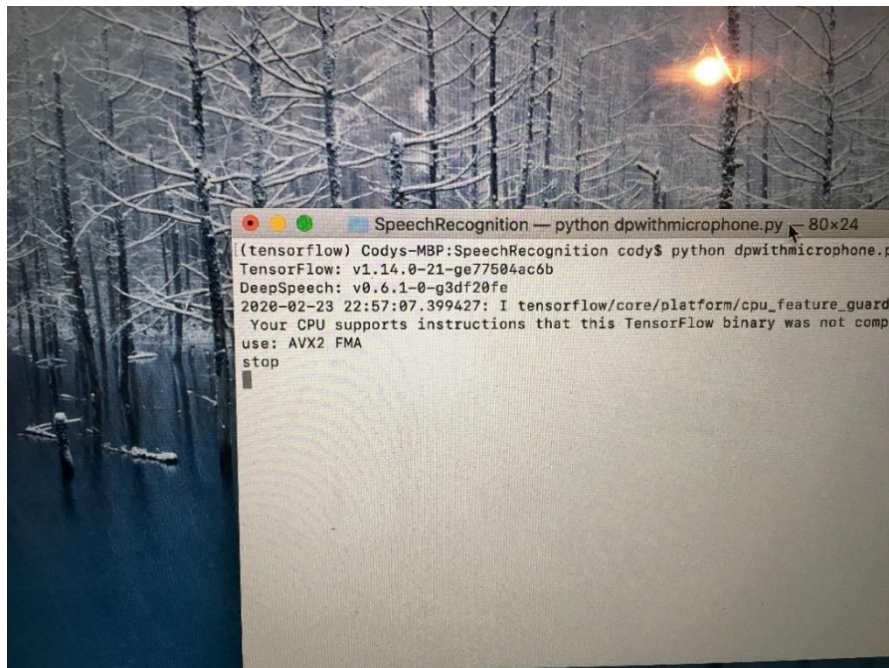 SpeechRecognition — python dpwithmicrophone.py — 80×24
(tensorflow) Codys-MBP:SpeechRecognition cody$ python dpwithmicrophone.p
TensorFlow: v1.14.0-21-ge77504ac6b
DeepSpeech: v0.6.1-0-g3df20fe
2020-02-23 22:57:07.399427: I tensorflow/core/platform/cpu_feature_guard
Your CPU supports instructions that this TensorFlow binary was not comp
use: AVX2 FMA
stop